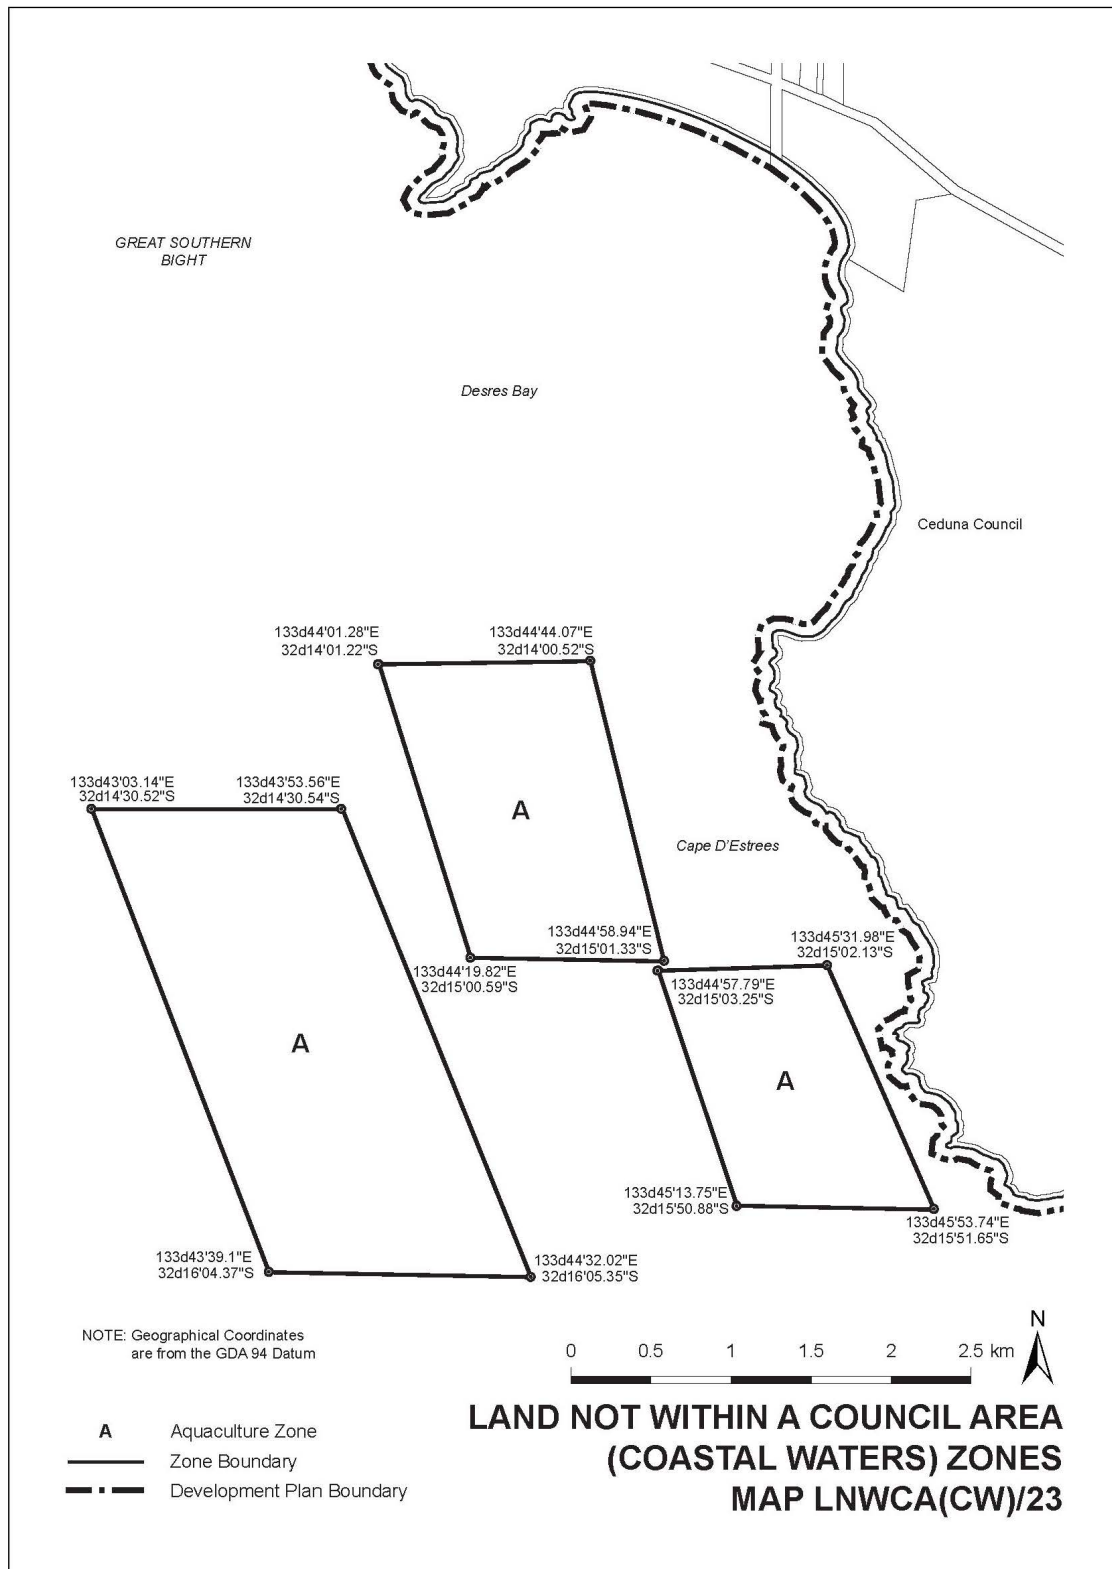 GREAT SOUTHERN
BIGHT
Desres Bay
Ceduna Council
133d44'01.28"E
32d14'01.22"S
133d44'44.07"E
32d14'00.52"S
133d43'03.14"E
32d14'30.52"S
133d43'53.56"E
32d14'30.54"S
A
Cape D'Estrees
133d44'58.94"E
32d15'01.33"S
133d45'31.98"E
32d15'02.13"S
133d44'19.82"E
32d15'00.59"S
133d44'57.79"E
32d15'03.25"S
A
A
133d45'13.75"E
32d15'50.88"S
133d45'53.74"E
32d15'51.65"S
133d43'39.1"E
32d16'04.37"S
133d44'32.02"E
32d16'05.35"S
NOTE: Geographical Coordinates
are from the GDA 94 Datum
N
0 0.5 1 1.5 2 2.5 km
LAND NOT WITHIN A COUNCIL AREA
(COASTAL WATERS) ZONES
MAP LNWCA(CW)/23
A Aquaculture Zone
Zone Boundary
Development Plan Boundary